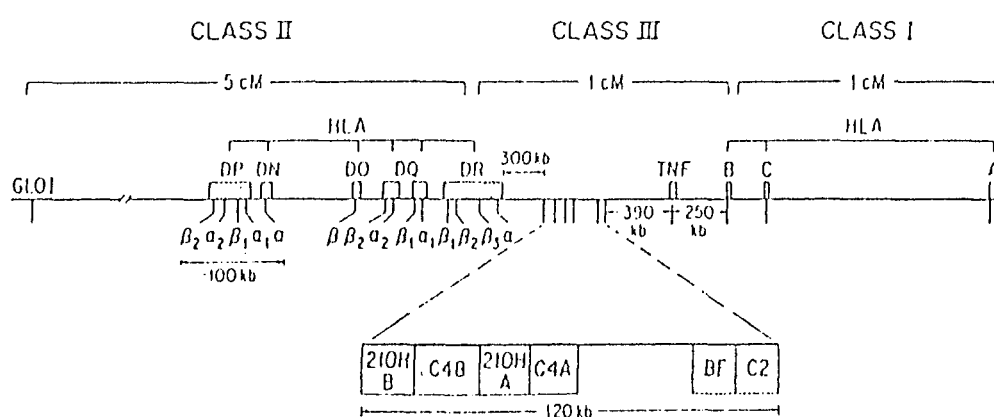 CLASS II CLASS III CLASS I
5 cM 1 cM 1 cM
HLA HLA
DP DN DO DQ DR 300 kb TNF B C A
GLO1
390 kb 250 kb
β2 α2 β1 α1 α β β2 α2 β1 α1 β1 β2 β3 α
100 kb
21OH B C4B 21OH A C4A BF C2
120 kb